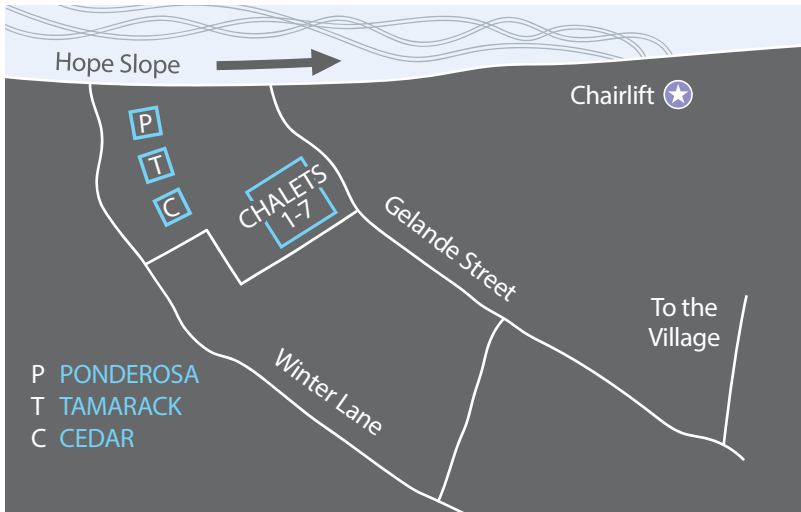 Hope Slope
Chairlift
P
T
C
CHALETS
1-7
Gelande Street
To the
Village
Winter Lane
P PONDEROSA
T TAMARACK
C CEDAR